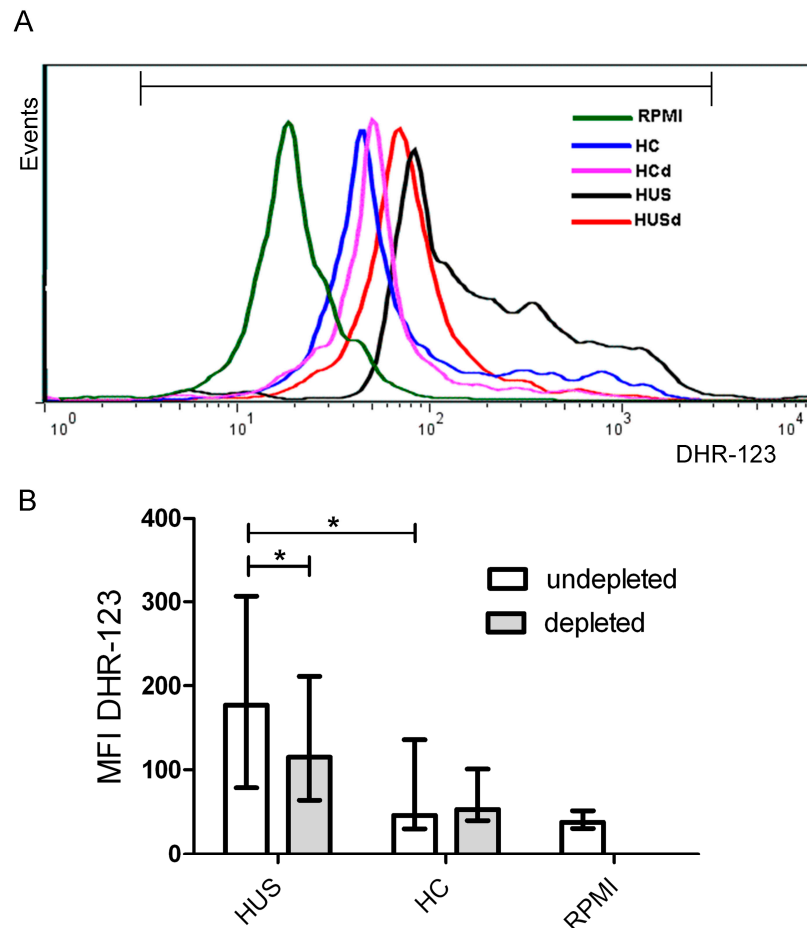 A
Events
RPMI
HC
HCd
HUS
HUSd
10^0 10^1 10^2 10^3 10^4
DHR-123
B
MFI DHR-123
400
300
200
100
0
*
*
undepleted
depleted
HUS HC RPMI